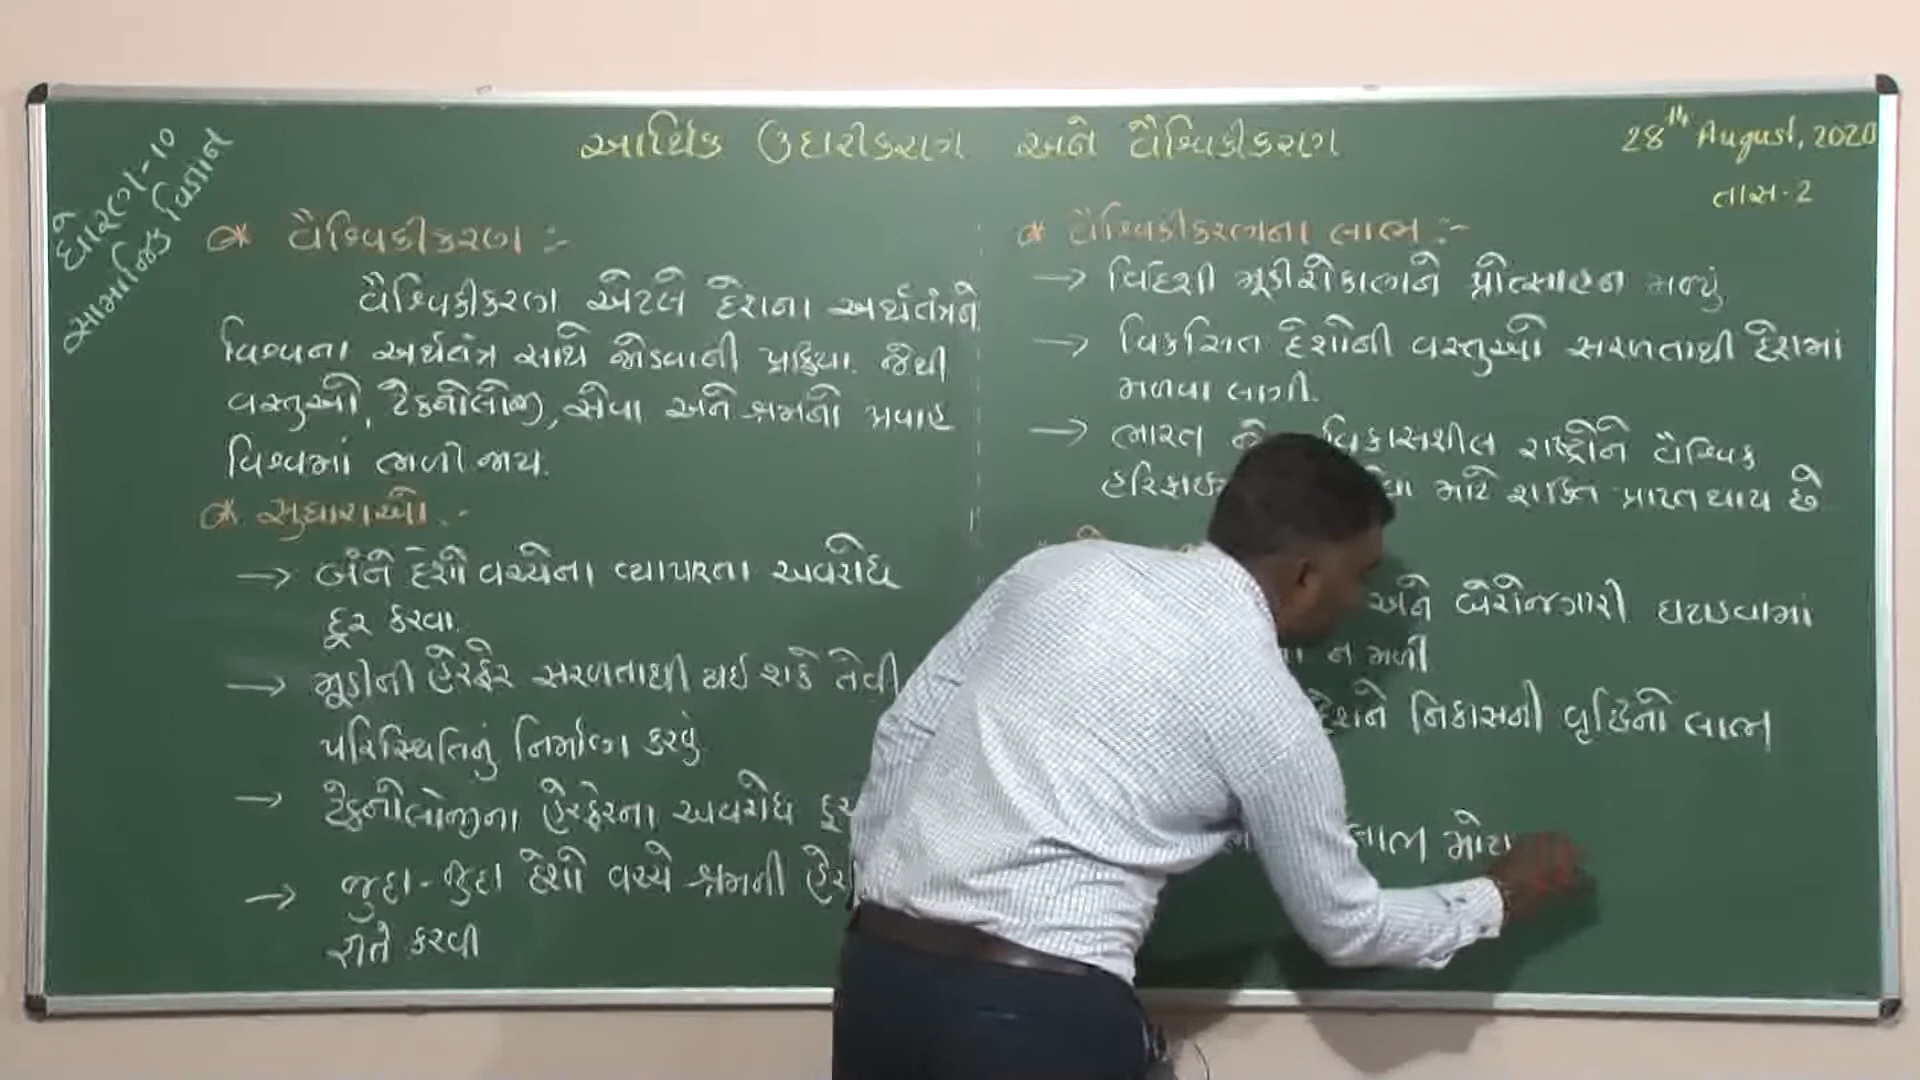 ધોરણ-10
સામાજિક વિજ્ઞાન
આર્થિક ઉદારીકરણ અને વૈશ્વિકીકરણ
28th August, 2020
તાસ-2
* વૈશ્વિકીકરણ :-
વૈશ્વિકીકરણ એટલે દેશના અર્થતંત્રને
વિશ્વના અર્થતંત્ર સાથે જોડવાની પ્રક્રિયા. જેથી
વસ્તુઓ, ટેકનોલોજી, સેવા અને શ્રમનો પ્રવાહ
વિશ્વમાં ભળી જાય.
* સુધારાઓ :-
→ બંને દેશો વચ્ચેના વ્યાપારના અવરોધ
દૂર કરવા.
→ મૂડીની હેરફેર સરળતાથી થઈ શકે તેવી
પરિસ્થિતિનું નિર્માણ કરવું.
→ ટેકનોલોજીના હેરફેરના અવરોધ
→ જુદા-જુદા દેશો વચ્ચે શ્રમની
રીતે કરવી
* વૈશ્વિકીકરણના લાભ :-
→ વિદેશી મૂડીરોકાણને પ્રોત્સાહન મળ્યું
→ વિકસિત દેશોની વસ્તુઓ સરળતાથી દેશમાં
મળવા લાગી.
→ ભારત વિકાસશીલ રાષ્ટ્રોને વૈશ્વિક
માટે શક્તિ પ્રાપ્ત થાય છે
અને બેરોજગારી ઘટાડવામાં
ન મળી
દેશને નિકાસની વૃદ્ધિનો લાભ
લાભ મોટા